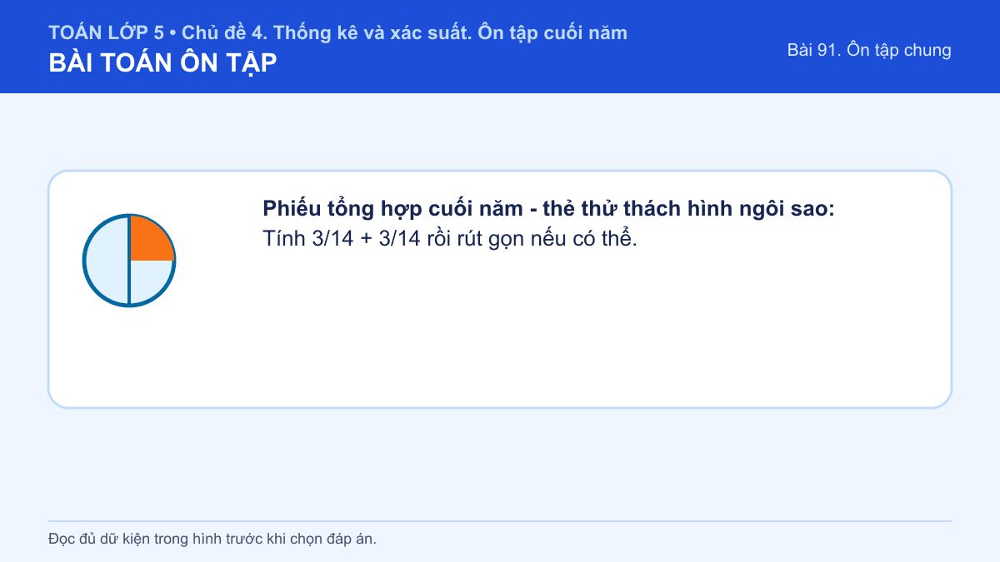 TOÁN LỚP 5 • Chủ đề 4. Thống kê và xác suất. Ôn tập cuối năm
BÀI TOÁN ÔN TẬP
Bài 91. Ôn tập chung
Phiếu tổng hợp cuối năm - thẻ thử thách hình ngôi sao:
Tính 3/14 + 3/14 rồi rút gọn nếu có thể.
Đọc đủ dữ kiện trong hình trước khi chọn đáp án.